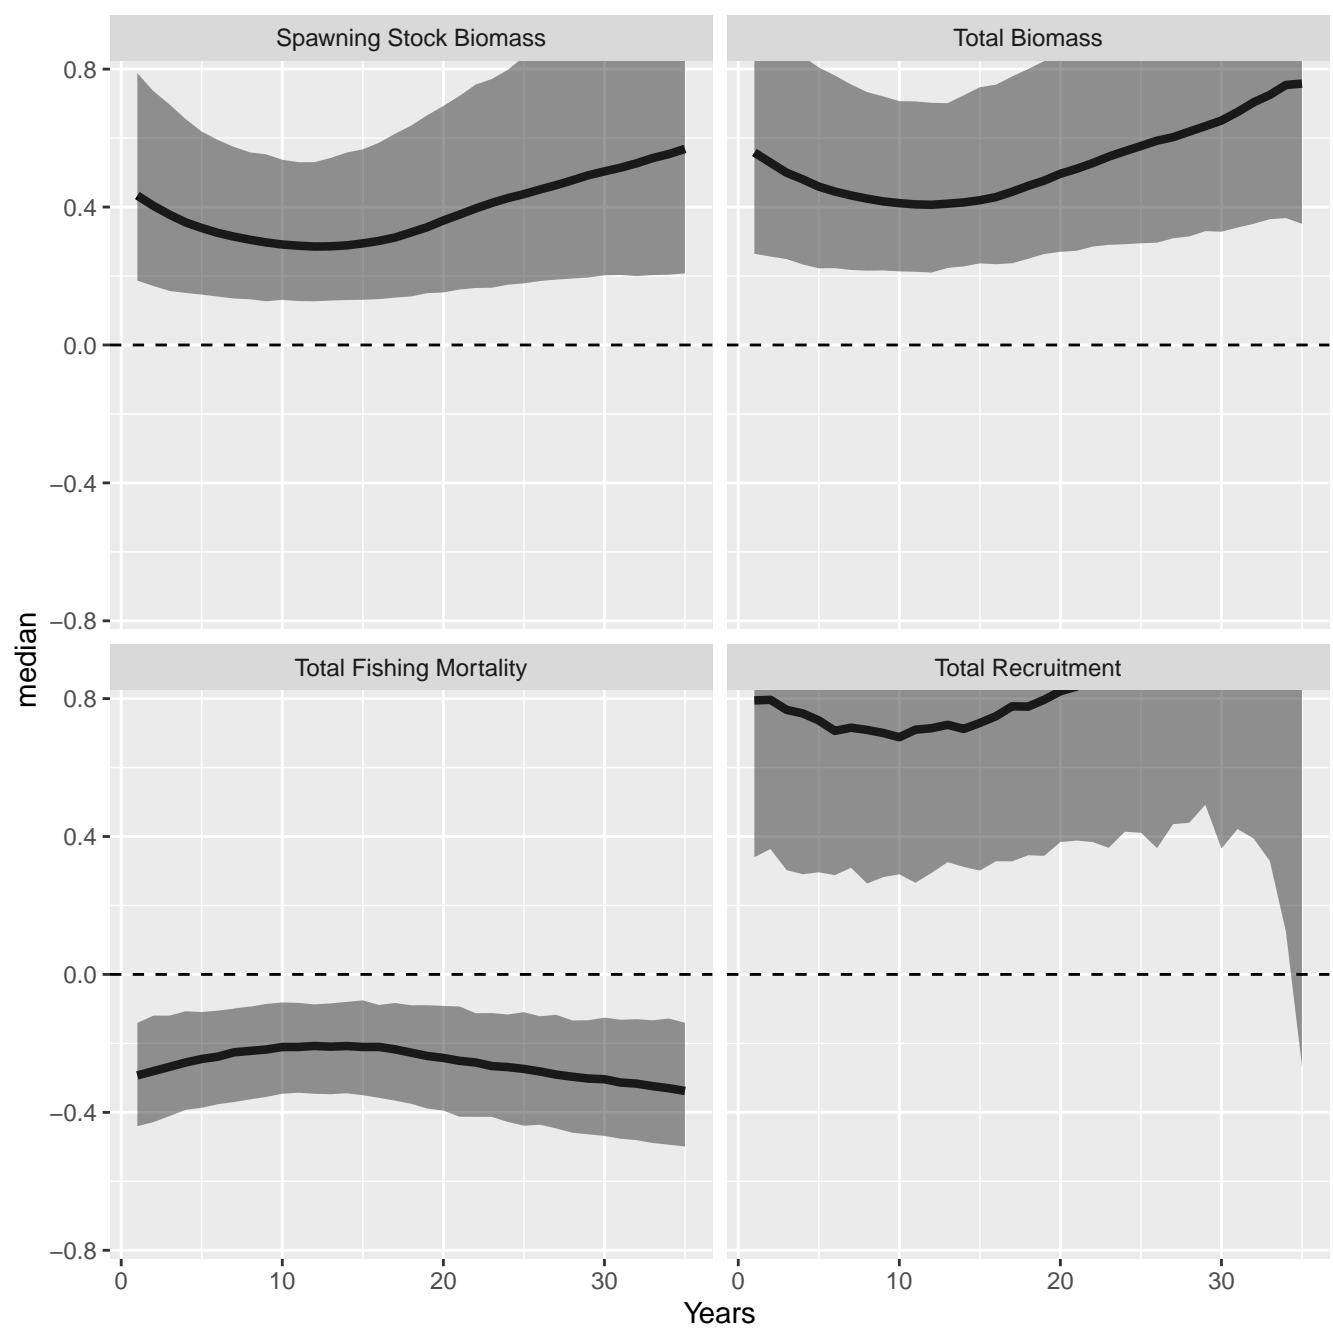 Spawning Stock Biomass
Total Biomass
0.8
0.4
0.0
−0.4
−0.8
Total Fishing Mortality
Total Recruitment
0.8
0.4
0.0
−0.4
−0.8
0 10 20 30
0 10 20 30
median
Years